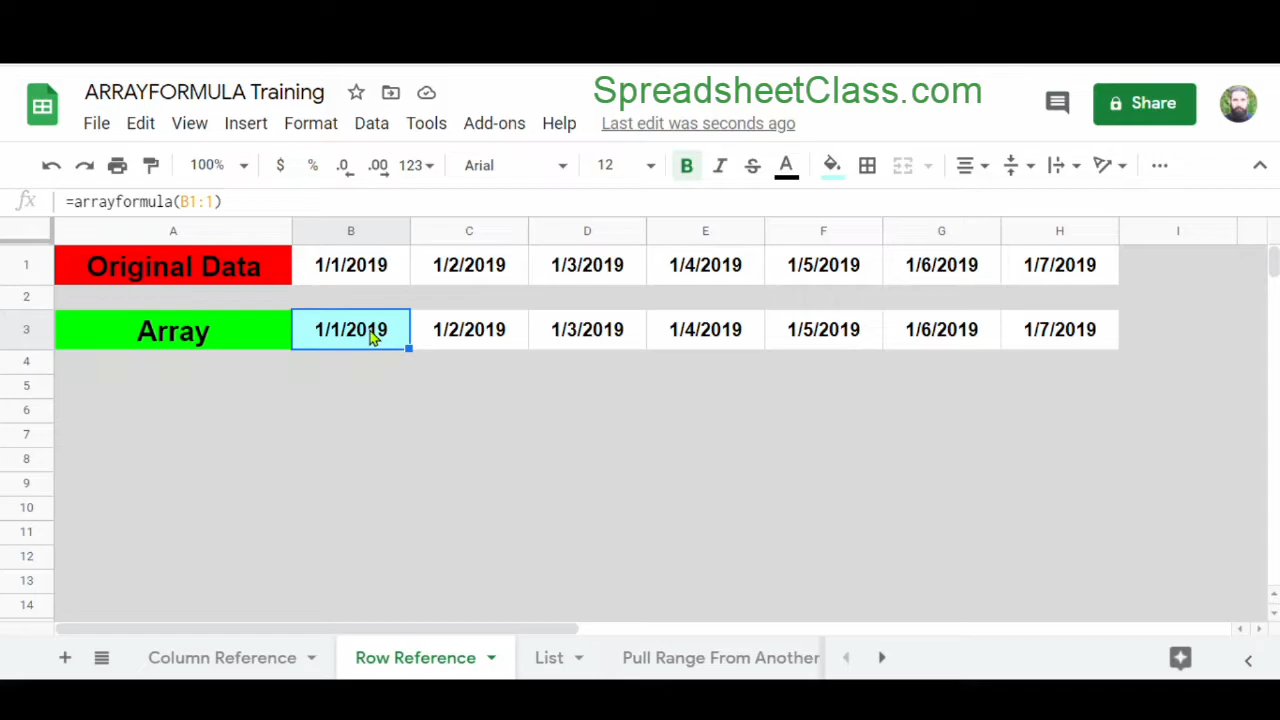 SpreadsheetClass.com
ARRAYFORMULA Training
Share
File Edit View Insert Format Data Tools Add-ons Help Last edit was seconds ago
100% $ % .0 .00 123 Arial 12 B I S A
fx =arrayformula(B1:1)
A B C D E F G H I
1 Original Data 1/1/2019 1/2/2019 1/3/2019 1/4/2019 1/5/2019 1/6/2019 1/7/2019
2
3 Array 1/1/2019 1/2/2019 1/3/2019 1/4/2019 1/5/2019 1/6/2019 1/7/2019
4
5
6
7
8
9
10
11
12
13
14
+ Column Reference Row Reference List Pull Range From Another